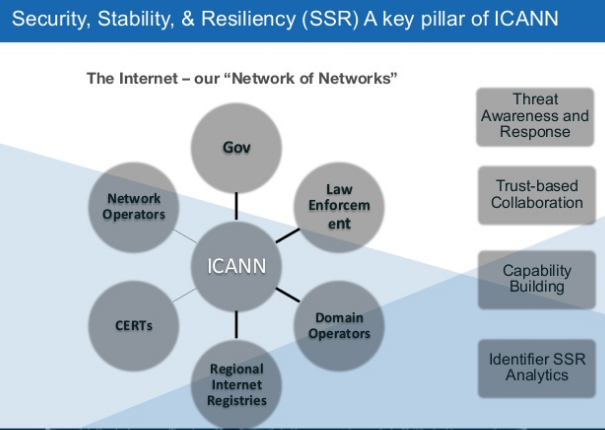 Security, Stability, & Resiliency (SSR) A key pillar of ICANN
The Internet – our “Network of Networks”
Gov
Network
Operators
Law
Enforcem
ent
ICANN
CERTs
Domain
Operators
Regional
Internet
Registries
Threat
Awareness and
Response
Trust-based
Collaboration
Capability
Building
Identifier SSR
Analytics